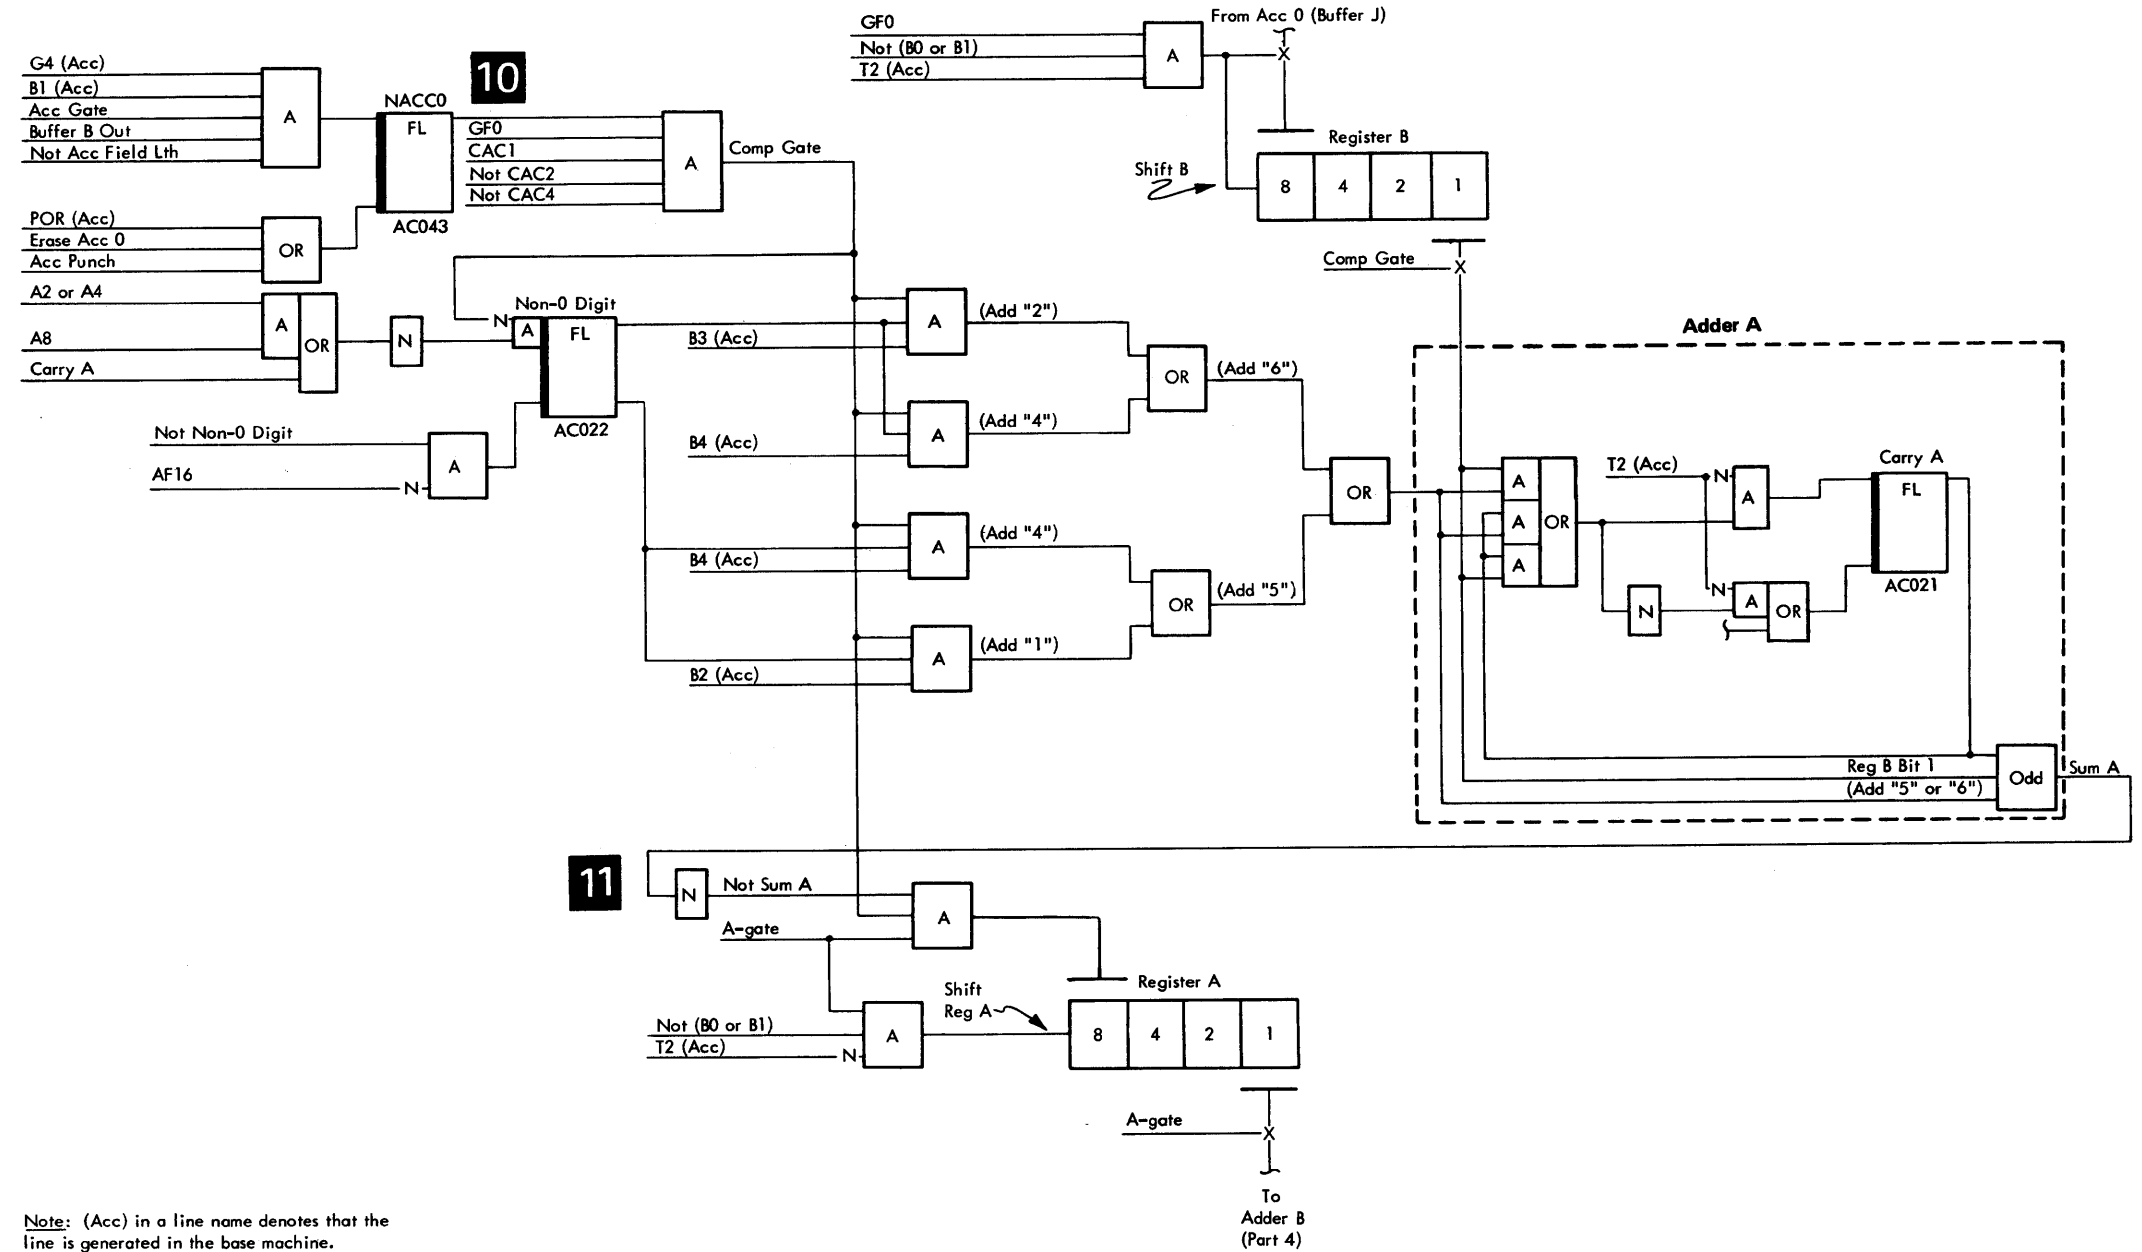 GF0
Not (B0 or B1)
T2 (Acc)
A
From Acc 0 (Buffer J)
X
Register B
Shift B
8 4 2 1
Comp Gate
X
G4 (Acc)
B1 (Acc)
Acc Gate
Buffer B Out
Not Acc Field Lth
A
NACC0
FL
AC043
10
GF0
CAC1
Not CAC2
Not CAC4
A
Comp Gate
POR (Acc)
Erase Acc 0
Acc Punch
OR
A2 or A4
A8
Carry A
A
OR
N
Non-0 Digit
N
A
FL
AC022
Not Non-0 Digit
AF16
N
A
B3 (Acc)
A
(Add "2")
B4 (Acc)
A
(Add "4")
OR
(Add "6")
B4 (Acc)
A
(Add "4")
B2 (Acc)
A
(Add "1")
OR
(Add "5")
OR
Adder A
A
A
A
OR
T2 (Acc)
N
A
Carry A
FL
AC021
N
N
A
OR
Reg B Bit 1
(Add "5" or "6")
Odd
Sum A
11
N
Not Sum A
A-gate
A
Not (B0 or B1)
T2 (Acc)
N
A
Shift
Reg A
Register A
8 4 2 1
A-gate
X
To
Adder B
(Part 4)
Note: (Acc) in a line name denotes that the
line is generated in the base machine.